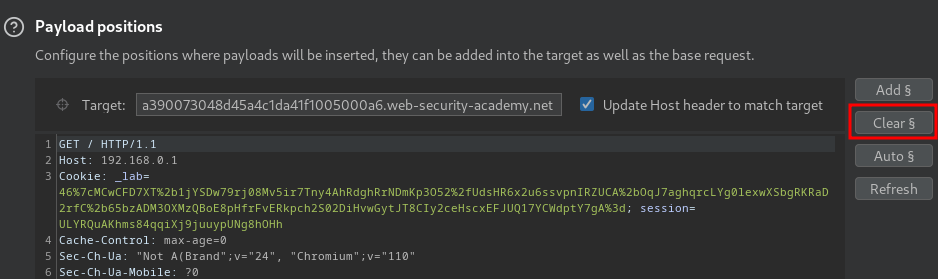 Payload positions
Configure the positions where payloads will be inserted, they can be added into the target as well as the base request.
Target: a390073048d45a4c1da41f1005000a6.web-security-academy.net Update Host header to match target
Add §
Clear §
Auto §
Refresh
1 GET / HTTP/1.1
2 Host: 192.168.0.1
3 Cookie: _lab=
46%7cMCwCFD7XT%2b1jYSDw79rj08Mv5ir7Tny4AhRdghRrNDmKp3O52%2fUdsHR6x2u6ssvpnIRZUCA%2bOqJ7aghqrcLYg0lexwXSbgRKRaD
2rfC%2b65bzADM3OXMzQBoE8pHfrFvERkpch2S02DiHvwGytJT8CIy2ceHscxEFJUQ17YCWdptY7gA%3d; session=
ULYRQuAKhms84qqiXj9juuypUNg8hOHh
4 Cache-Control: max-age=0
5 Sec-Ch-Ua: "Not A(Brand";v="24", "Chromium";v="110"
6 Sec-Ch-Ua-Mobile: ?0